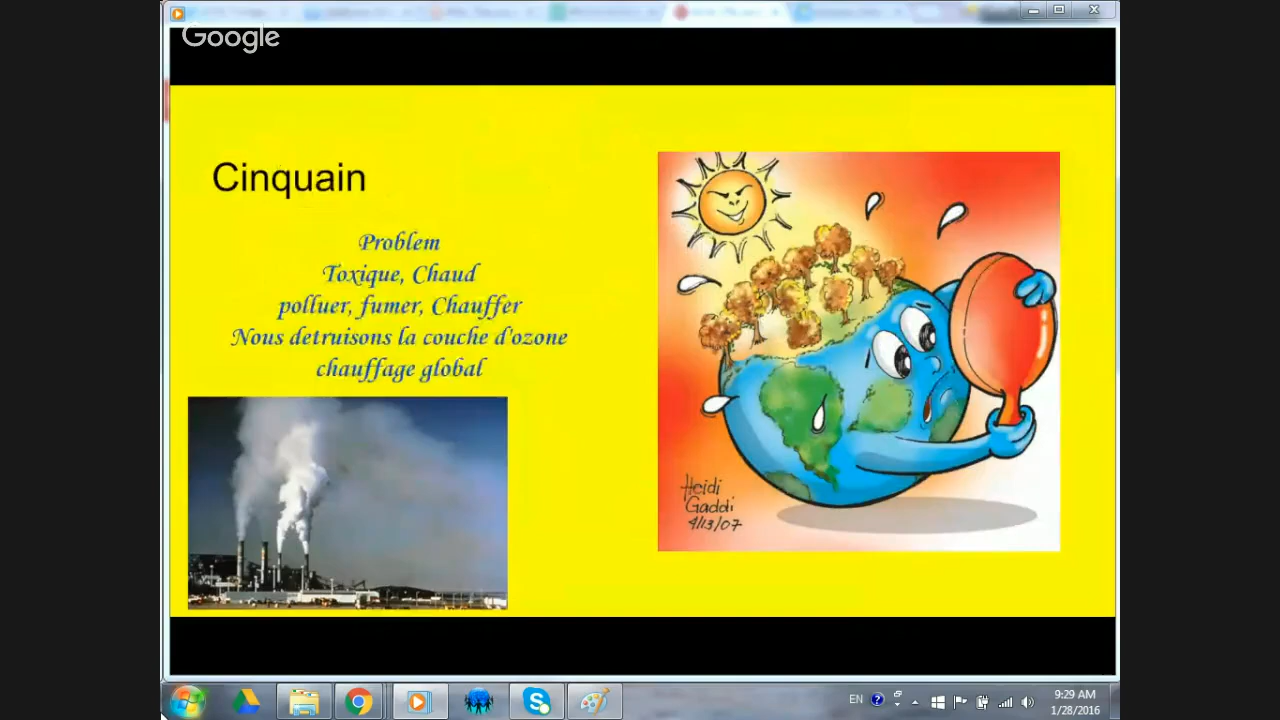 Google
Cinquain
Problem
Toxique, Chaud
polluer, fumer, Chauffer
Nous detruisons la couche d'ozone
chauffage global
Heidi
Gaddi
4/13/07
EN
9:29 AM
1/28/2016